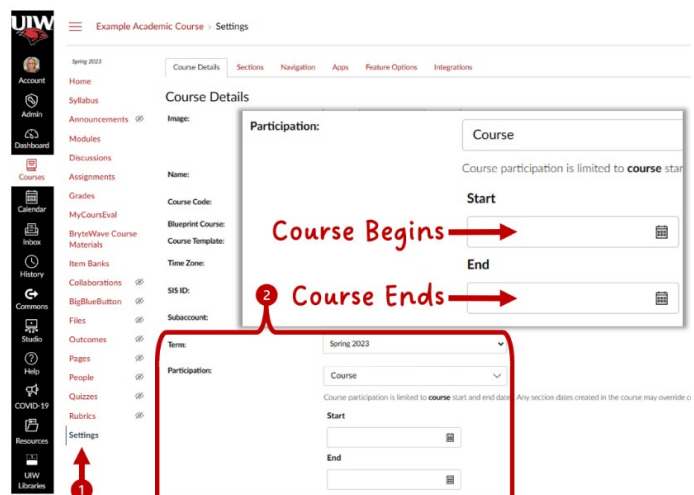 UIW
Account
Admin
Dashboard
Courses
Calendar
Inbox
History
Commons
Studio
Help
COVID-19
Resources
UIW
Libraries
Example Academic Course › Settings
Spring 2023
Home
Syllabus
Announcements
Modules
Discussions
Assignments
Grades
MyCoursEval
BryteWave Course
Materials
Item Banks
Collaborations
BigBlueButton
Files
Outcomes
Pages
People
Quizzes
Rubrics
Settings
1
Course Details Sections Navigation Apps Feature Options Integrations
Course Details
Image:
Name:
Course Code:
Blueprint Course:
Course Template:
Time Zone:
SIS ID:
Subaccount:
Participation:
Course
Course participation is limited to course star
Start
Course Begins
End
2 Course Ends
Term: Spring 2023
Participation: Course
Course participation is limited to course start and end dates. Any section dates created in the course may override c
Start
End